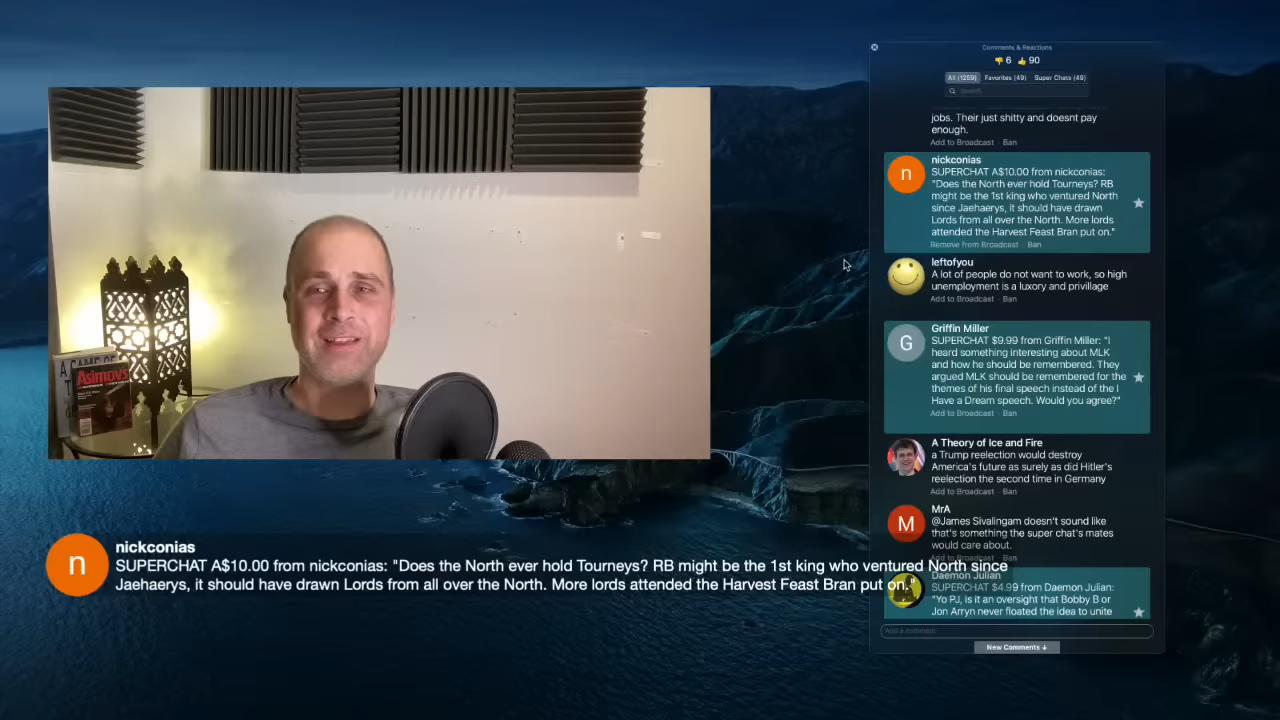 Comments & Reactions
6 90
All (1259) Favorites (49) Super Chats (49)
Search
jobs. Their just shitty and doesnt pay
enough.
Add to Broadcast · Ban
n
nickconias
SUPERCHAT A$10.00 from nickconias:
"Does the North ever hold Tourneys? RB
might be the 1st king who ventured North
since Jaehaerys, it should have drawn
Lords from all over the North. More lords
attended the Harvest Feast Bran put on."
Remove from Broadcast · Ban
leftofyou
A lot of people do not want to work, so high
unemployment is a luxory and privillage
Add to Broadcast · Ban
G
Griffin Miller
SUPERCHAT $9.99 from Griffin Miller: "I
heard something interesting about MLK
and how he should be remembered. They
argued MLK should be remembered for the
themes of his final speech instead of the I
Have a Dream speech. Would you agree?"
Add to Broadcast · Ban
A Theory of Ice and Fire
a Trump reelection would destroy
America's future as surely as did Hitler's
reelection the second time in Germany
Add to Broadcast · Ban
M
MrA
@James Sivalingam doesn't sound like
that's something the super chat's mates
would care about.
Add to Broadcast · Ban
Daemon Julian
SUPERCHAT $4.99 from Daemon Julian:
"Yo PJ, is it an oversight that Bobby B or
Jon Arryn never floated the idea to unite
Add a comment
New Comments ↓
A GAME OF
Asimov's
n
nickconias
SUPERCHAT A$10.00 from nickconias: "Does the North ever hold Tourneys? RB might be the 1st king who ventured North since
Jaehaerys, it should have drawn Lords from all over the North. More lords attended the Harvest Feast Bran put on."